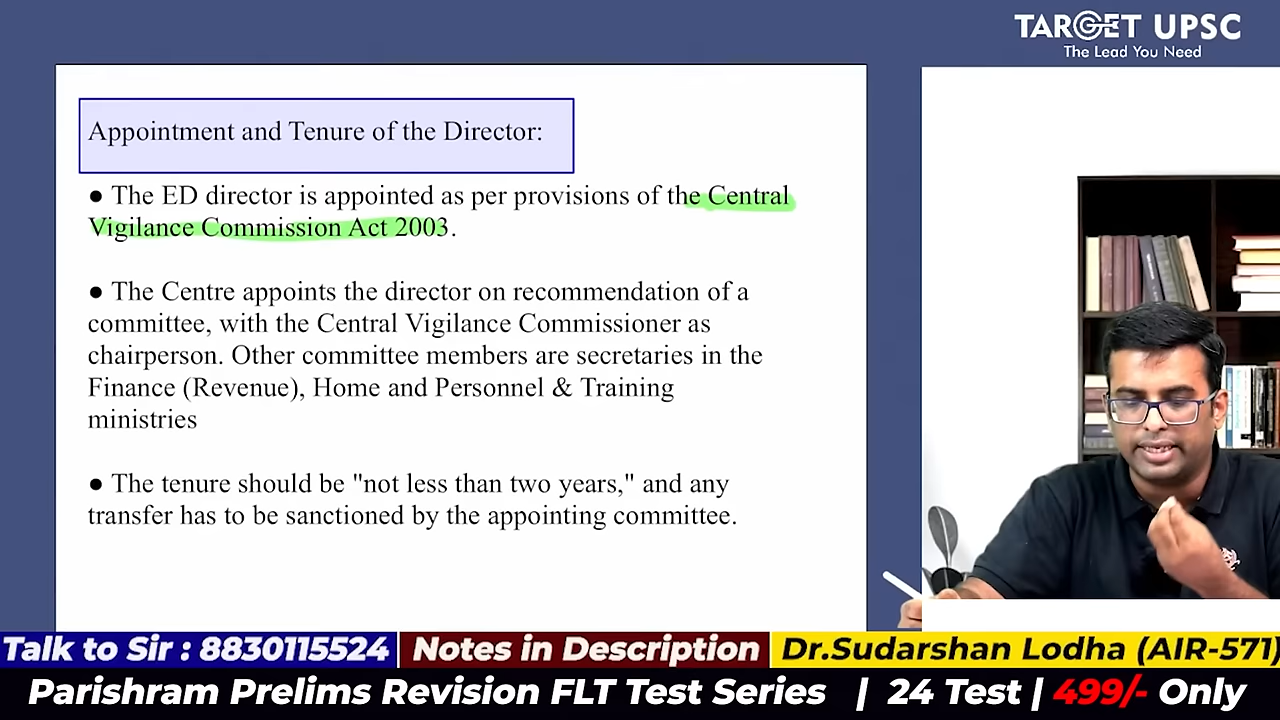 TARGET UPSC
The Lead You Need
Appointment and Tenure of the Director:
● The ED director is appointed as per provisions of the Central
Vigilance Commission Act 2003.
● The Centre appoints the director on recommendation of a
committee, with the Central Vigilance Commissioner as
chairperson. Other committee members are secretaries in the
Finance (Revenue), Home and Personnel & Training
ministries
● The tenure should be "not less than two years," and any
transfer has to be sanctioned by the appointing committee.
Talk to Sir : 8830115524
Notes in Description
Dr.Sudarshan Lodha (AIR-571)
Parishram Prelims Revision FLT Test Series | 24 Test | 499/- Only